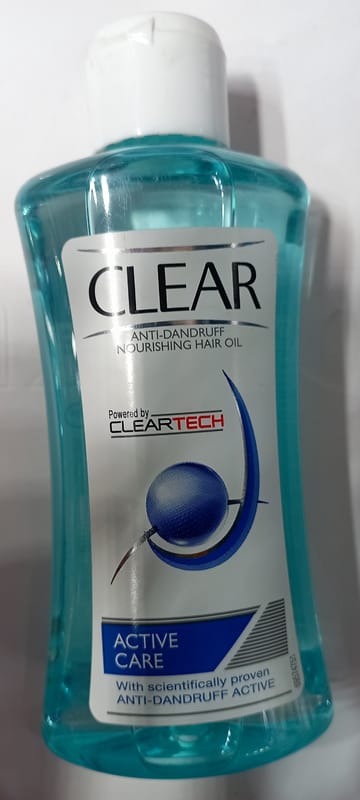 CLEAR
ANTI-DANDRUFF
NOURISHING HAIR OIL
Powered by
CLEARTECH
ACTIVE
CARE
With scientifically proven
ANTI-DANDRUFF ACTIVE